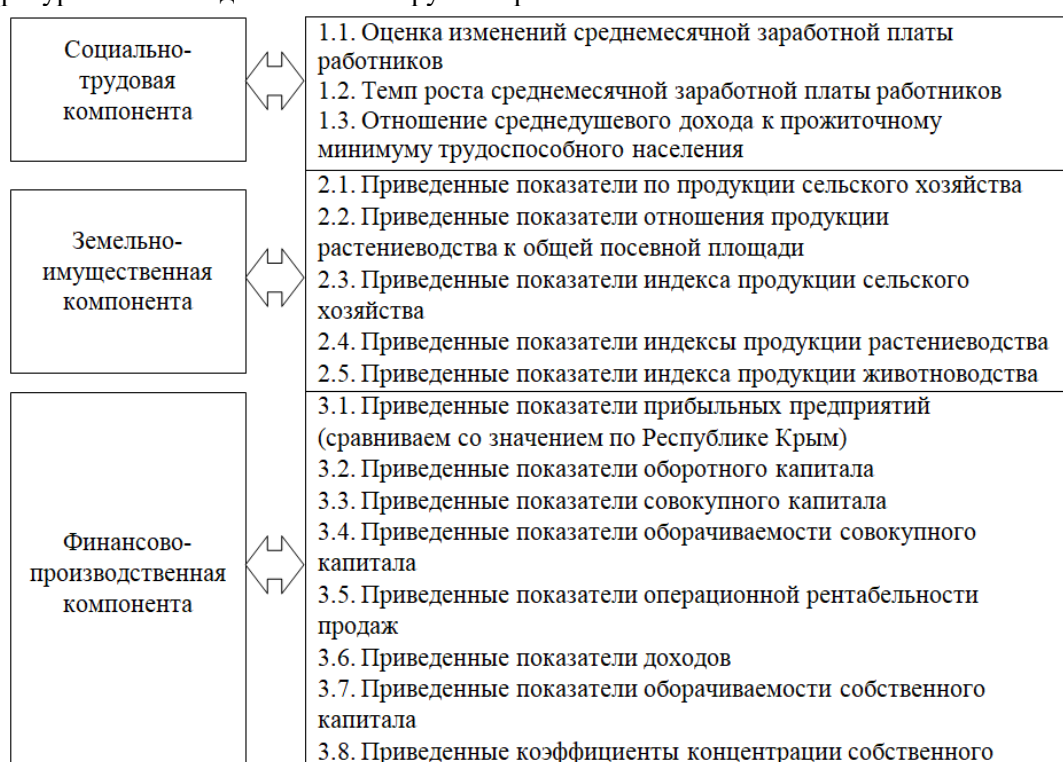 Социально-
трудовая
компонента
1.1. Оценка изменений среднемесячной заработной платы
работников
1.2. Темп роста среднемесячной заработной платы работников
1.3. Отношение среднедушевого дохода к прожиточному
минимуму трудоспособного населения
Земельно-
имущественная
компонента
2.1. Приведенные показатели по продукции сельского хозяйства
2.2. Приведенные показатели отношения продукции
растениеводства к общей посевной площади
2.3. Приведенные показатели индекса продукции сельского
хозяйства
2.4. Приведенные показатели индексы продукции растениеводства
2.5. Приведенные показатели индекса продукции животноводства
Финансово-
производственная
компонента
3.1. Приведенные показатели прибыльных предприятий
(сравниваем со значением по Республике Крым)
3.2. Приведенные показатели оборотного капитала
3.3. Приведенные показатели совокупного капитала
3.4. Приведенные показатели оборачиваемости совокупного
капитала
3.5. Приведенные показатели операционной рентабельности
продаж
3.6. Приведенные показатели доходов
3.7. Приведенные показатели оборачиваемости собственного
капитала
3.8. Приведенные коэффициенты концентрации собственного